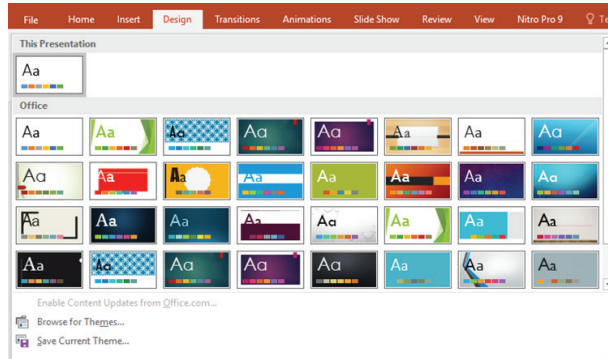 File Home Insert Design Transitions Animations Slide Show Review View Nitro Pro 9
This Presentation
Aa
Office
Aa Aa Aa Aa Aa Aa Aa Aa
Aa Aa Aa Aa Aa Aa Aa Aa
Aa Aa Aa Aa Aa Aa Aa Aa
Aa Aa Aa Aa Aa Aa Aa Aa
Enable Content Updates from Office.com...
Browse for Themes...
Save Current Theme...